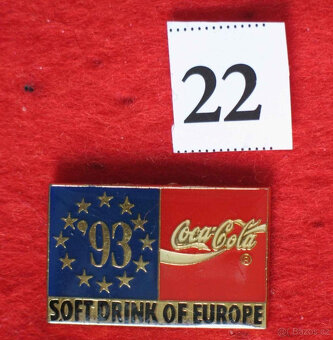 22
'93
Coca-Cola
®
SOFT DRINK OF EUROPE